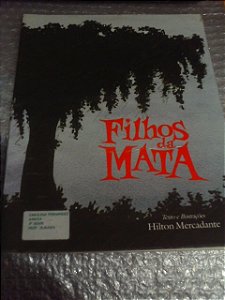 Filhos
da
MATA
Texto e Ilustrações
Hilton Mercadante